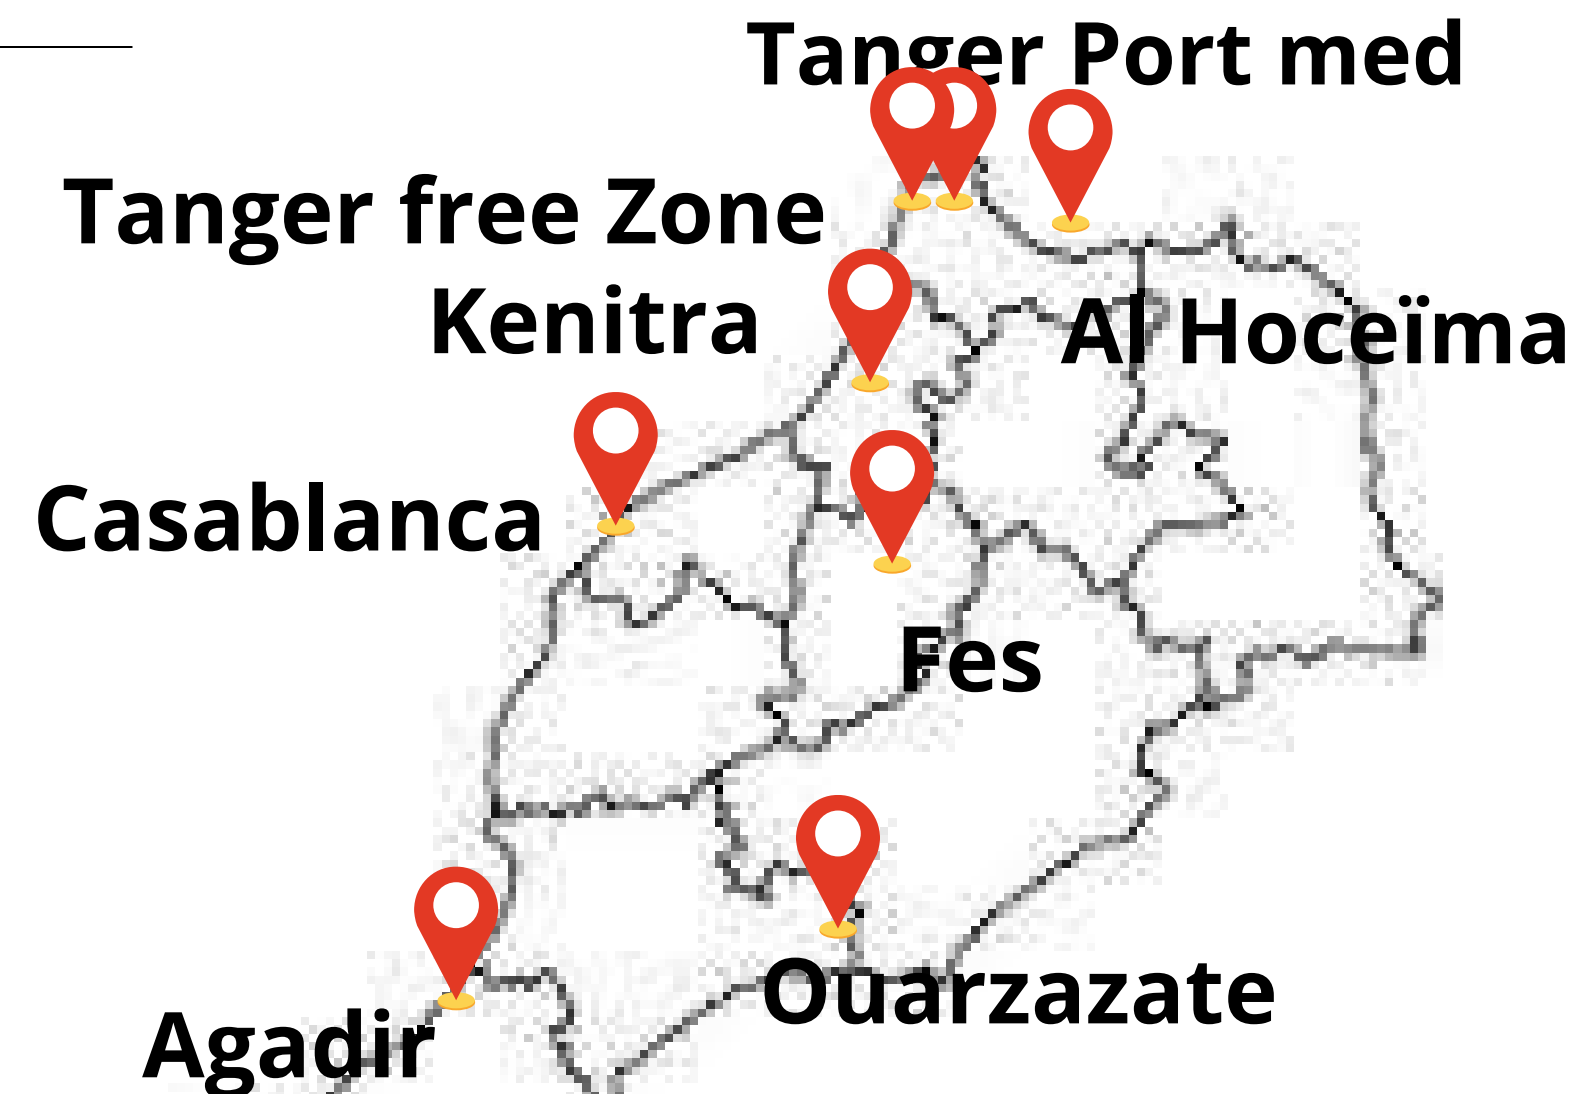 Tanger Port med
Tanger free Zone
Kenitra
Al Hoceïma
Casablanca
Fes
Ouarzazate
Agadir